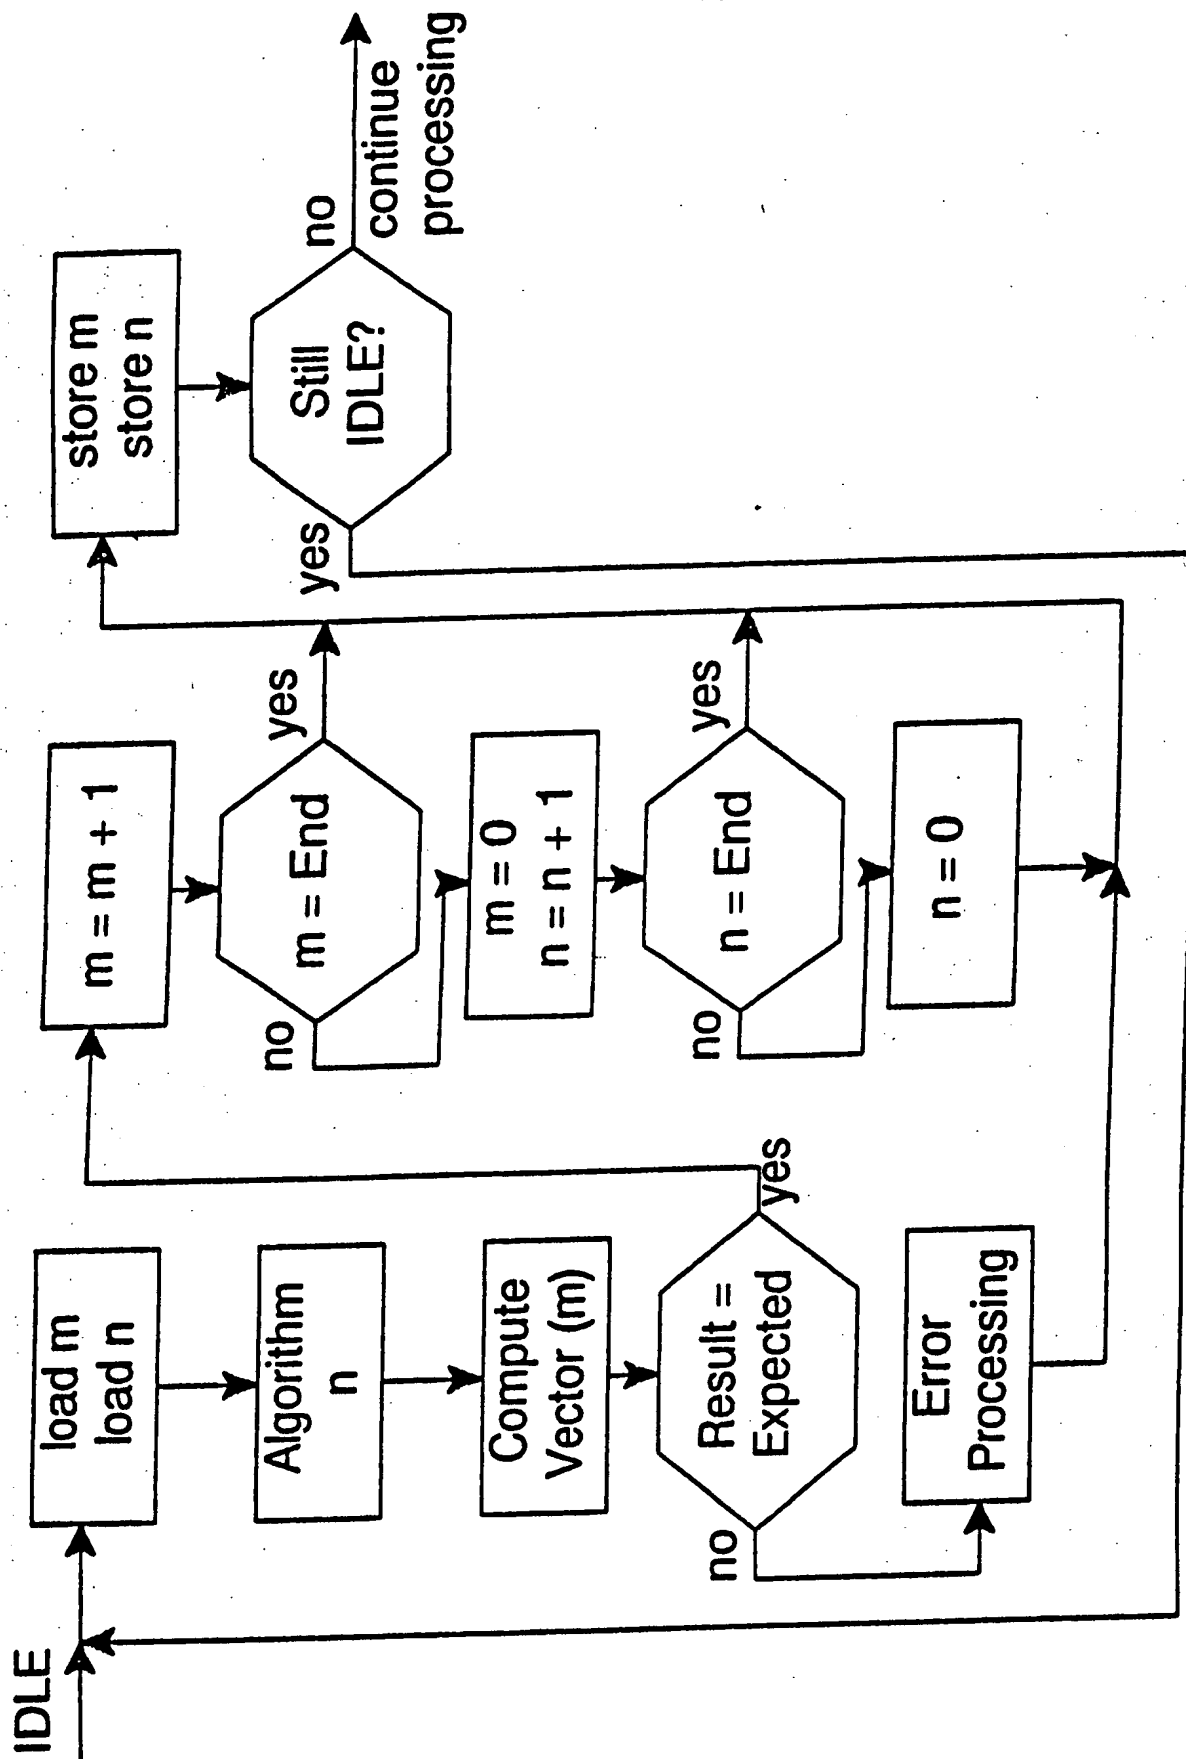 IDLE
load m
load n
Algorithm
n
Compute
Vector (m)
Result =
Expected
no
yes
Error
Processing
m = m + 1
m = End
no
yes
m = 0
n = n + 1
n = End
no
yes
n = 0
store m
store n
Still
IDLE?
yes
no
continue
processing